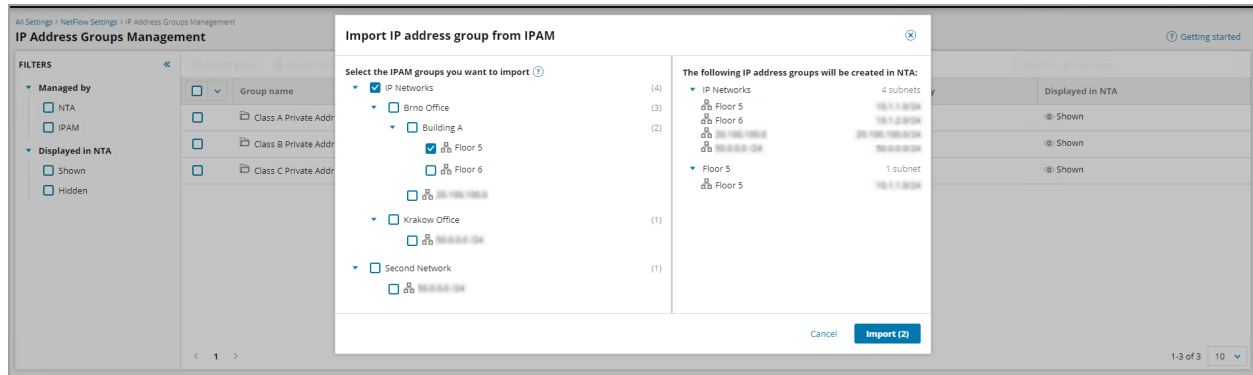 All Settings > NetFlow Settings > IP Address Groups Management
IP Address Groups Management
Getting started
FILTERS
Managed by
NTA
IPAM
Displayed in NTA
Shown
Hidden
Group name
Displayed in NTA
Class A Private Addr
Shown
Class B Private Addr
Shown
Class C Private Addr
Shown
1
1-3 of 3
10
Import IP address group from IPAM
Select the IPAM groups you want to import
IP Networks (4)
Brno Office (3)
Building A (2)
Floor 5
Floor 6
Krakow Office (1)
Second Network (1)
The following IP address groups will be created in NTA:
IP Networks 4 subnets
Floor 5
Floor 6
Floor 5 1 subnet
Floor 5
Cancel
Import (2)